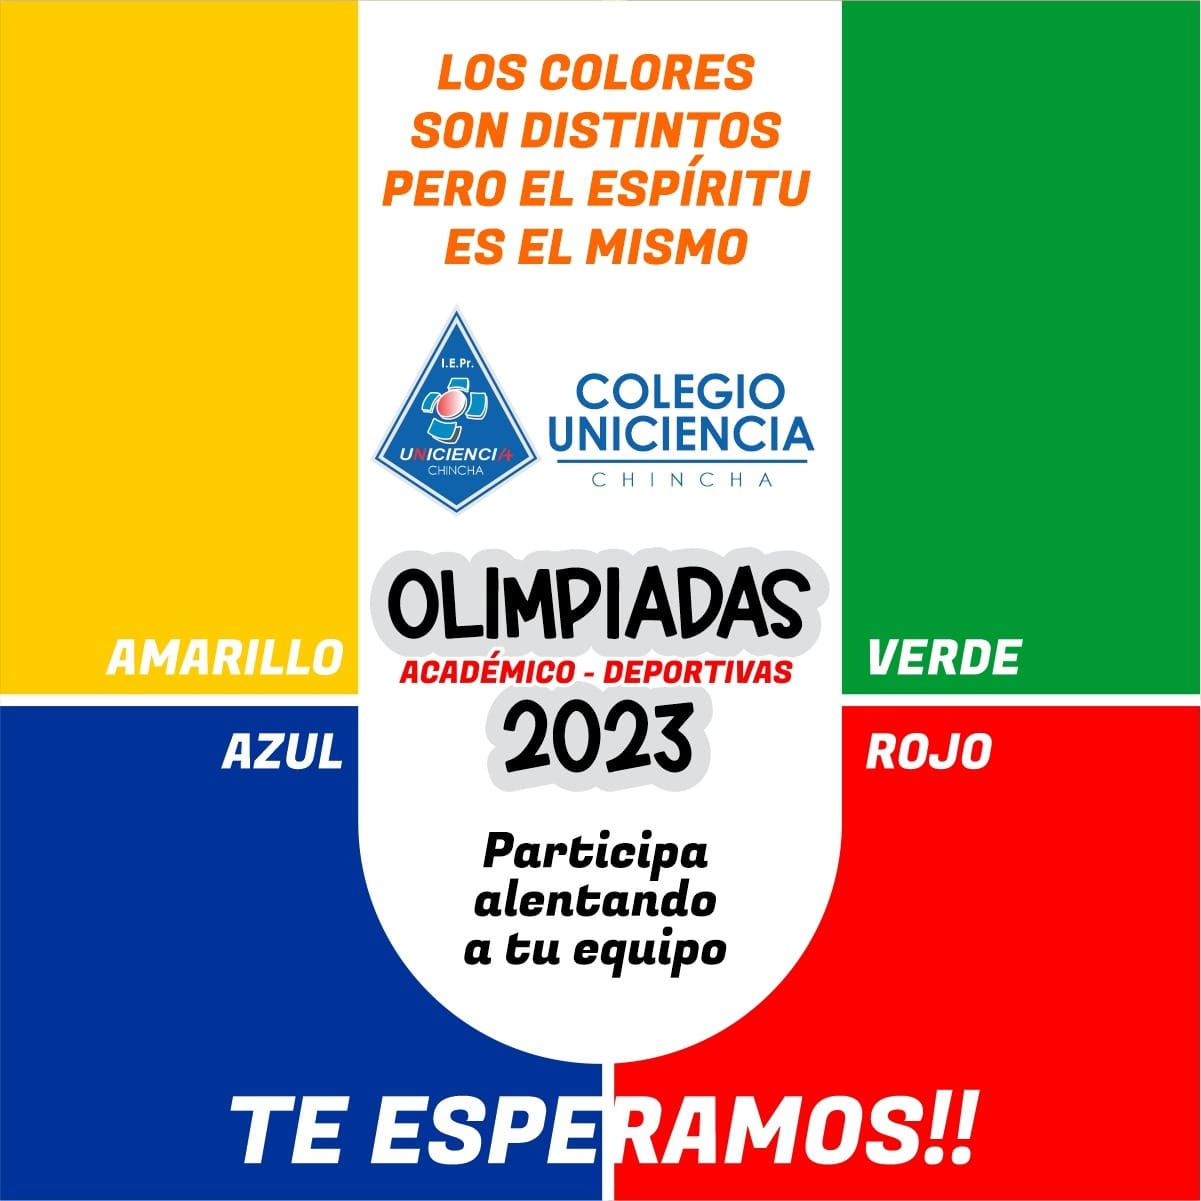 LOS COLORES
SON DISTINTOS
PERO EL ESPÍRITU
ES EL MISMO
I.E.Pr.
UNICIENCIA
CHINCHA
COLEGIO
UNICIENCIA
CHINCHA
OLIMPIADAS
ACADÉMICO - DEPORTIVAS
2023
AMARILLO
VERDE
AZUL
ROJO
Participa
alentando
a tu equipo
TE ESPERAMOS!!